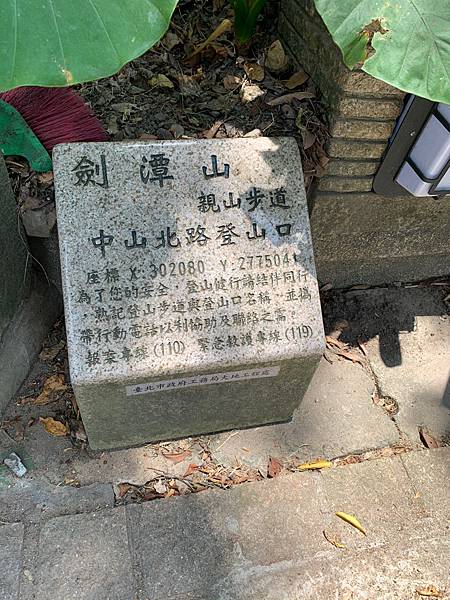 劍潭山
親山步道
中山北路登山口
座標 X:302080 Y:2775041
為了您的安全，登山健行請結伴同行
，熟記登山步道與登山口名稱，並攜
帶行動電話以利協助及聯絡之需
報案專線(110) 緊急救護專線(119)
臺北市政府工務局大地工程處